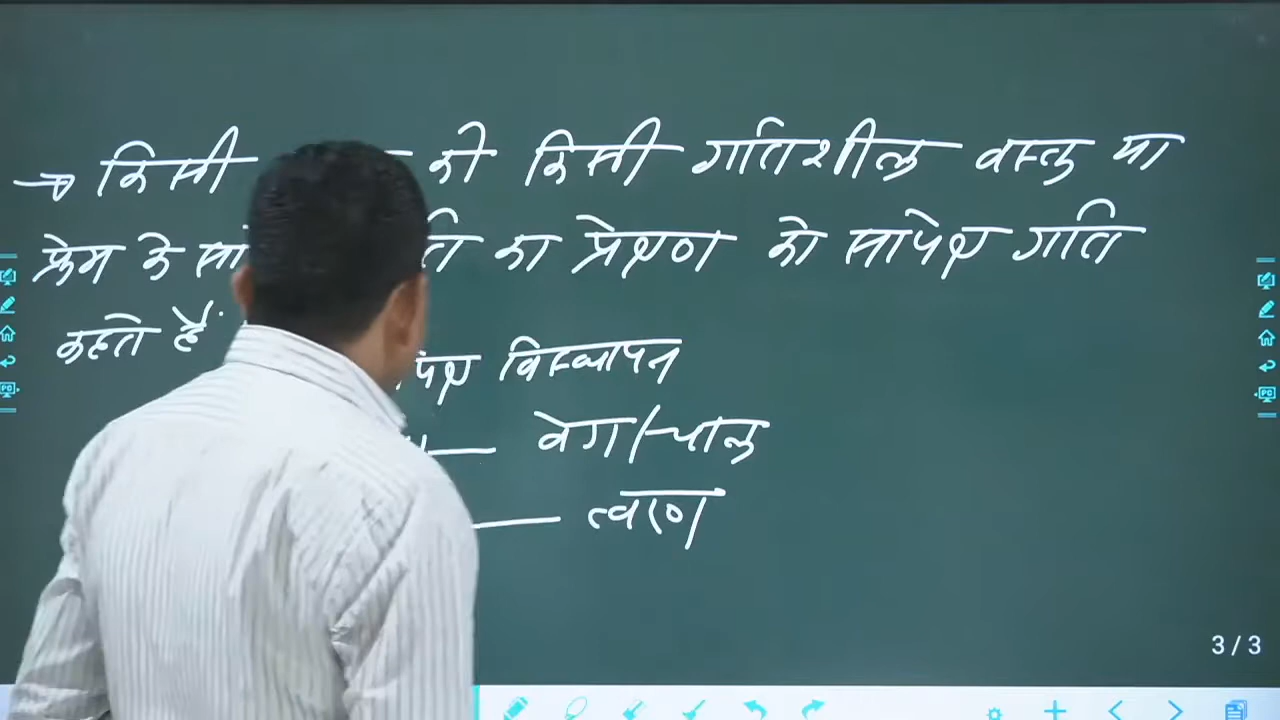 → किसी को किसी गतिशील वस्तु या
फ्रेम के का प्रेक्षण को सापेक्ष गति
कहते हैं
विस्थापन
वेग/चाल
त्वरण
3/3